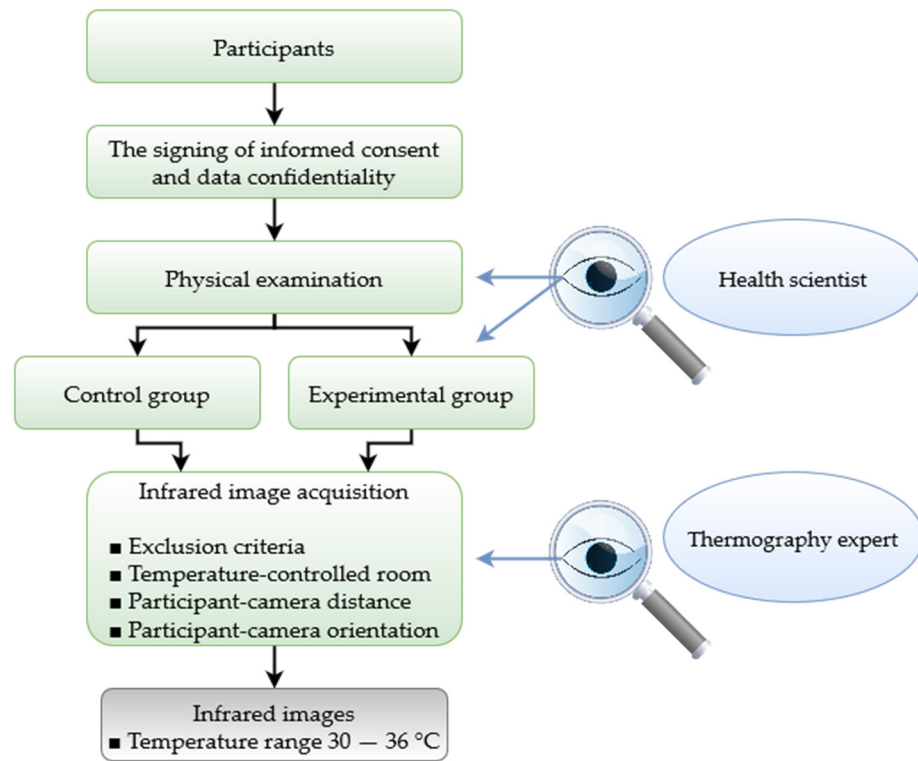 Participants
The signing of informed consent
and data confidentiality
Physical examination
Health scientist
Control group
Experimental group
Infrared image acquisition
■ Exclusion criteria
■ Temperature-controlled room
■ Participant-camera distance
■ Participant-camera orientation
Thermography expert
Infrared images
■ Temperature range 30 — 36 °C